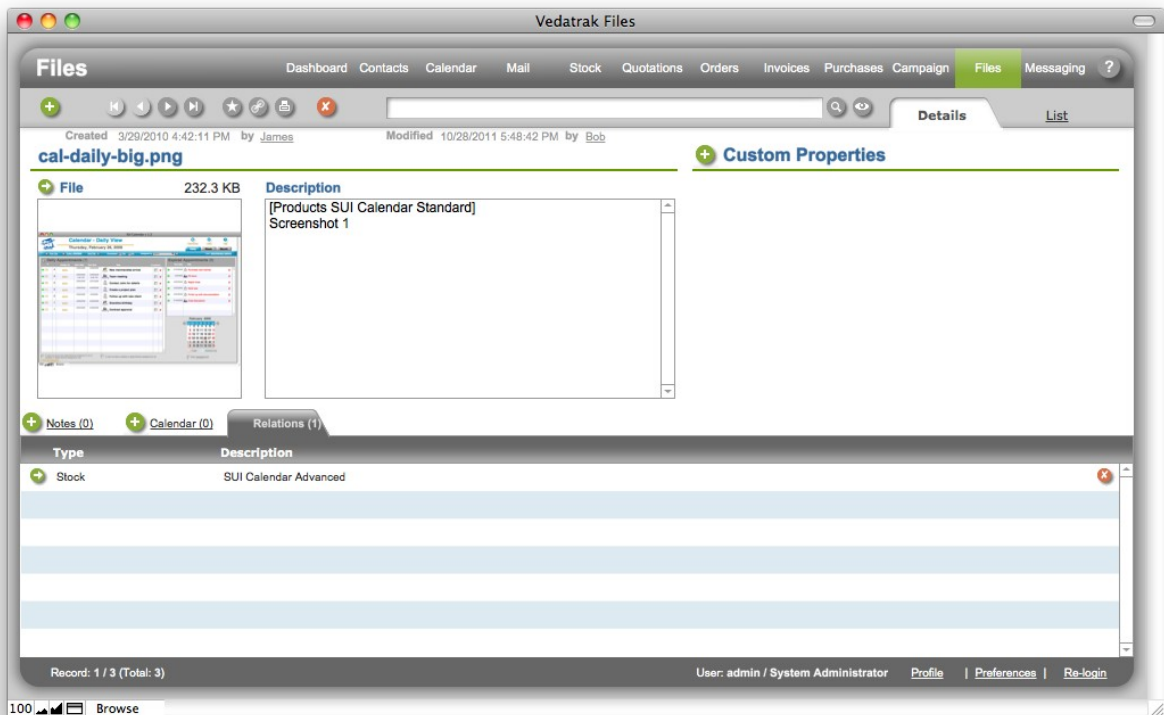 Vedatrak Files
Files Dashboard Contacts Calendar Mail Stock Quotations Orders Invoices Purchases Campaign Files Messaging ?
Details List
Created 3/29/2010 4:42:11 PM by James Modified 10/28/2011 5:48:42 PM by Bob
cal-daily-big.png Custom Properties
File 232.3 KB Description
[Products SUI Calendar Standard]
Screenshot 1
Calendar - Daily View
Notes (0) Calendar (0) Relations (1)
Type Description
Stock SUI Calendar Advanced
Record: 1 / 3 (Total: 3) User: admin / System Administrator Profile | Preferences | Re-login
100 Browse